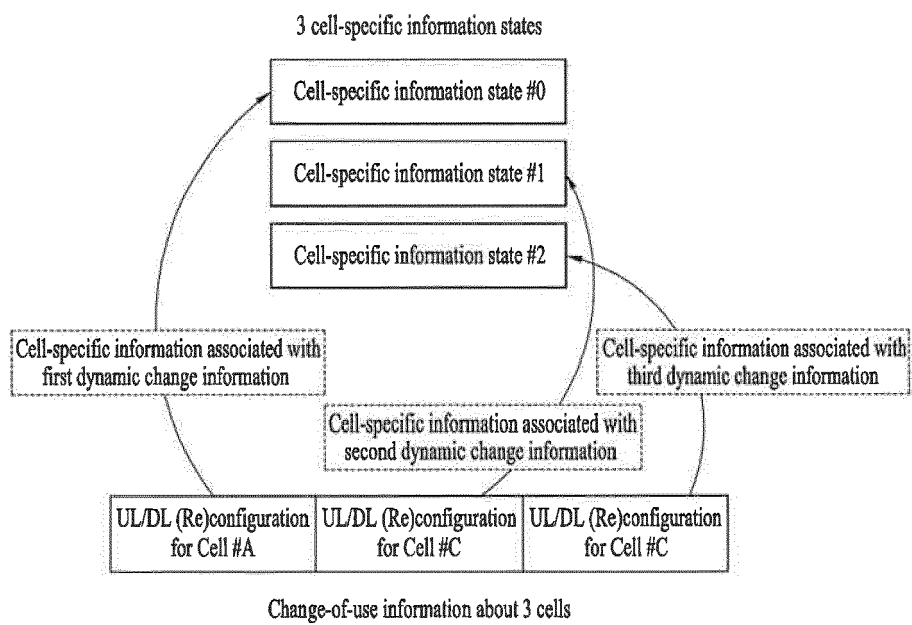 3 cell-specific information states
Cell-specific information state #0
Cell-specific information state #1
Cell-specific information state #2
Cell-specific information associated with
first dynamic change information
Cell-specific information associated with
third dynamic change information
Cell-specific information associated with
second dynamic change information
UL/DL (Re)configuration
for Cell #A
UL/DL (Re)configuration
for Cell #C
UL/DL (Re)configuration
for Cell #C
Change-of-use information about 3 cells